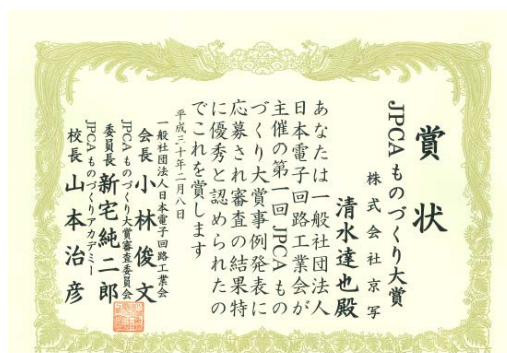 賞状
JPCAものづくり大賞
株式会社京写
清水達也殿
あなたは一般社団法人
日本電子回路工業会が
主催の第一回JPCAもの
づくり大賞事例発表に
応募され審査の結果特
に優秀と認められたの
でこれを賞します
平成三十年二月八日
一般社団法人日本電子回路工業会
会長 小林俊文
JPCAものづくり大賞審査委員会
委員長 新宅純二郎
JPCAものづくりアカデミー
校長 山本治彦